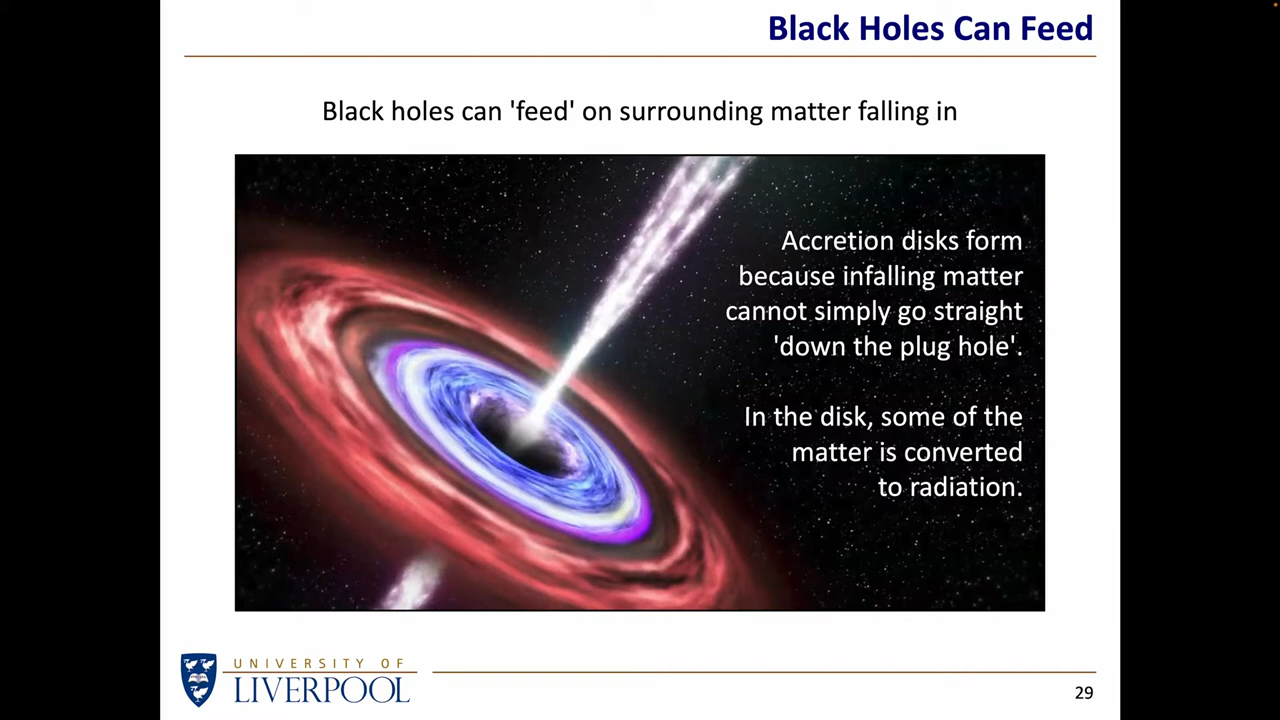 Black Holes Can Feed
Black holes can 'feed' on surrounding matter falling in
Accretion disks form
because infalling matter
cannot simply go straight
'down the plug hole'.
In the disk, some of the
matter is converted
to radiation.
UNIVERSITY OF
LIVERPOOL
29